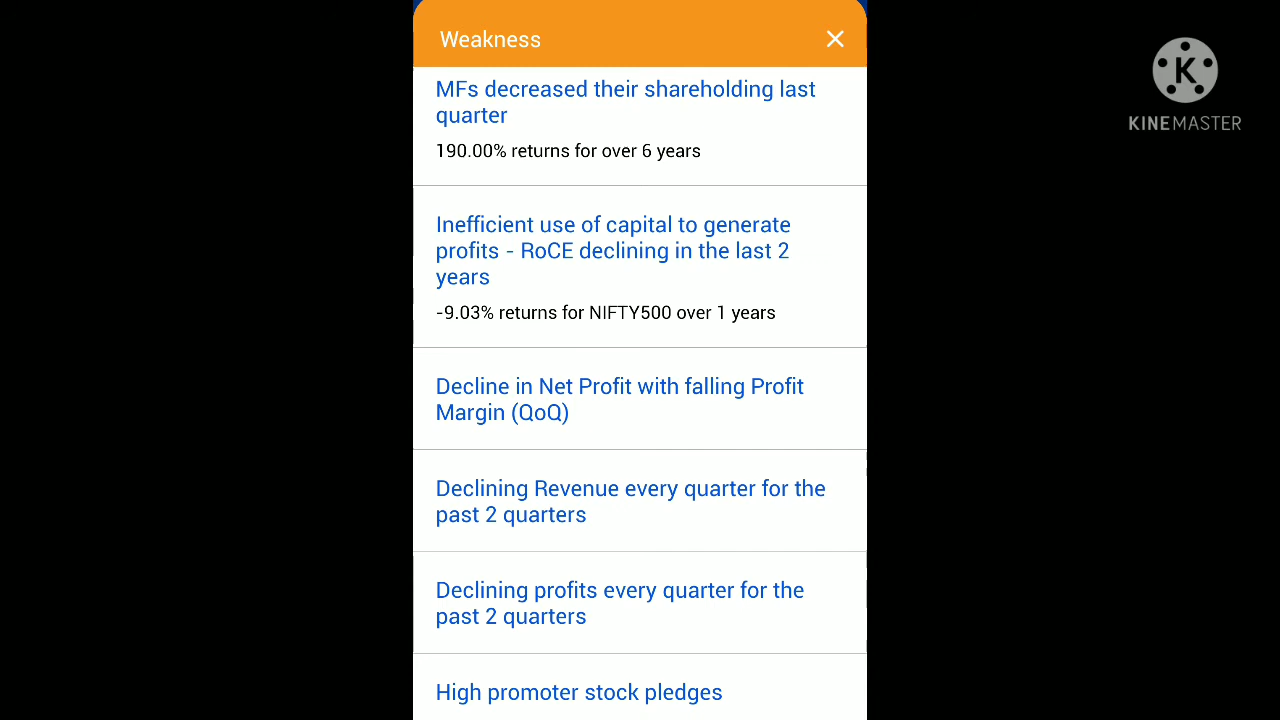 Weakness
MFs decreased their shareholding last
quarter
190.00% returns for over 6 years
Inefficient use of capital to generate
profits - RoCE declining in the last 2
years
-9.03% returns for NIFTY500 over 1 years
Decline in Net Profit with falling Profit
Margin (QoQ)
Declining Revenue every quarter for the
past 2 quarters
Declining profits every quarter for the
past 2 quarters
High promoter stock pledges
K
KINEMASTER